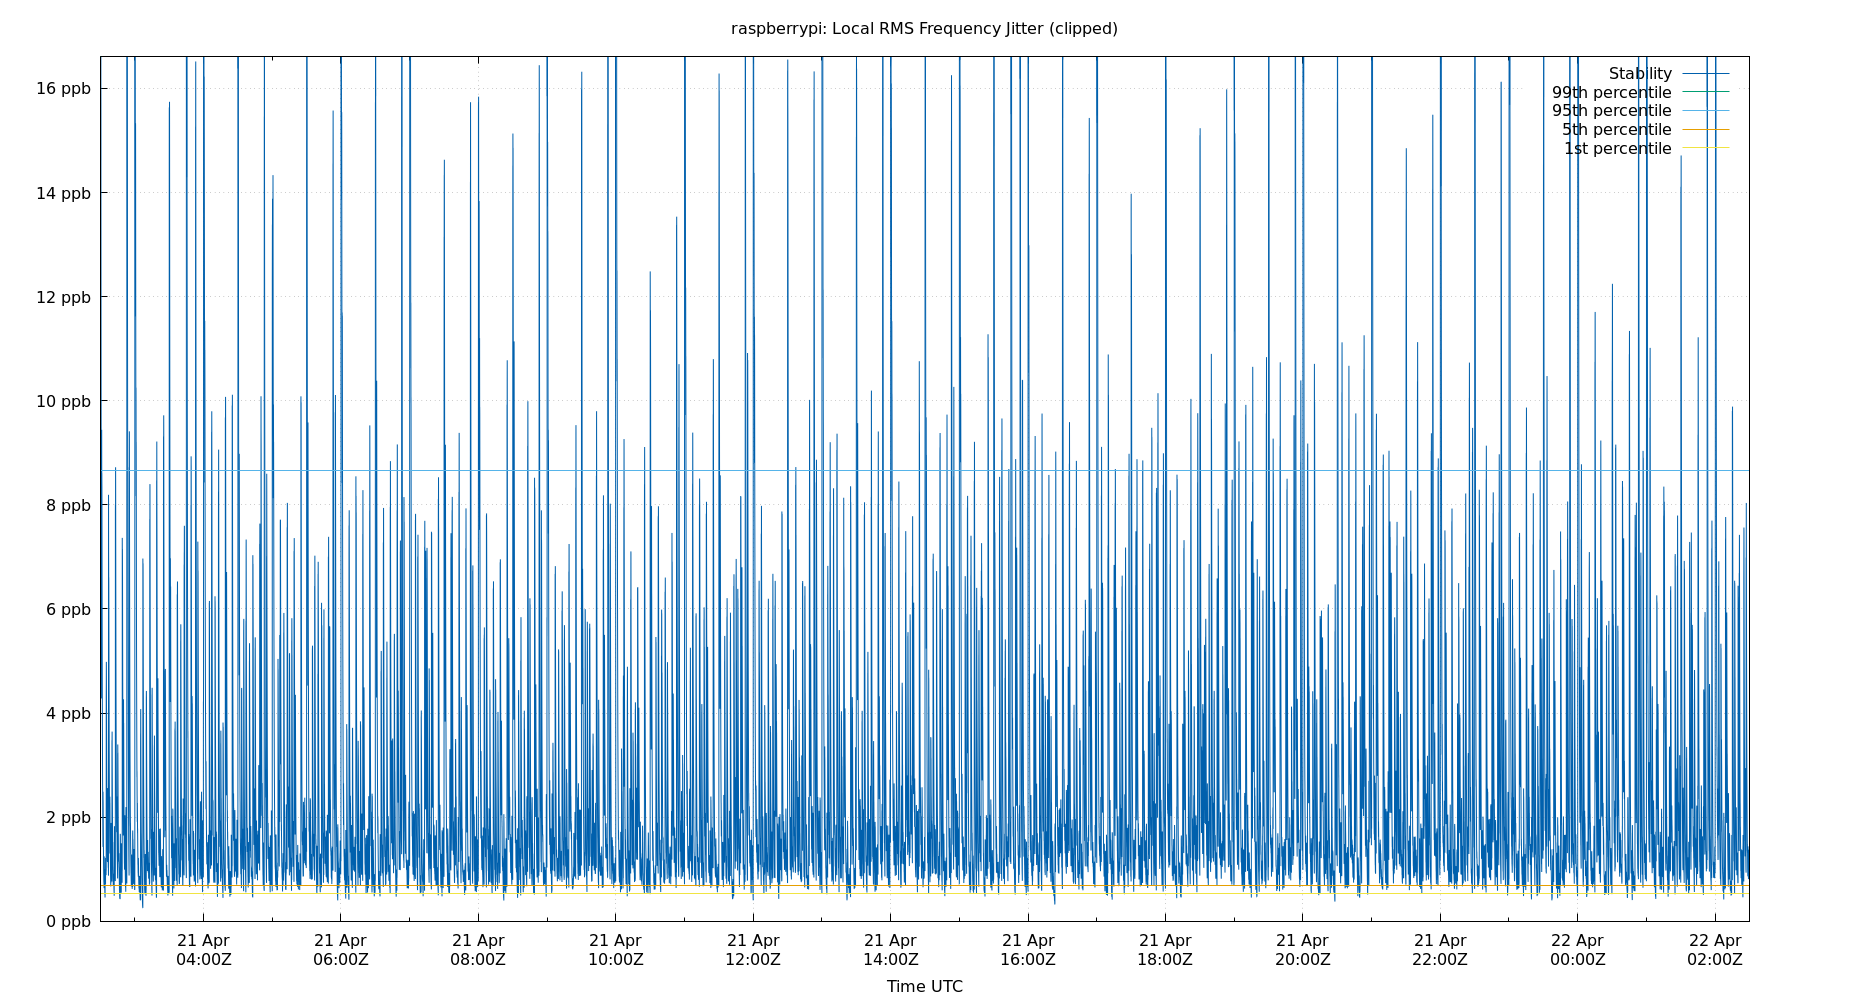 raspberrypi: Local RMS Frequency Jitter (clipped)
Stability
99th percentile
95th percentile
5th percentile
1st percentile
16 ppb
14 ppb
12 ppb
10 ppb
8 ppb
6 ppb
4 ppb
2 ppb
0 ppb
21 Apr 21 Apr 21 Apr 21 Apr 21 Apr 21 Apr 21 Apr 21 Apr 21 Apr 21 Apr 22 Apr 22 Apr
04:00Z 06:00Z 08:00Z 10:00Z 12:00Z 14:00Z 16:00Z 18:00Z 20:00Z 22:00Z 00:00Z 02:00Z
Time UTC